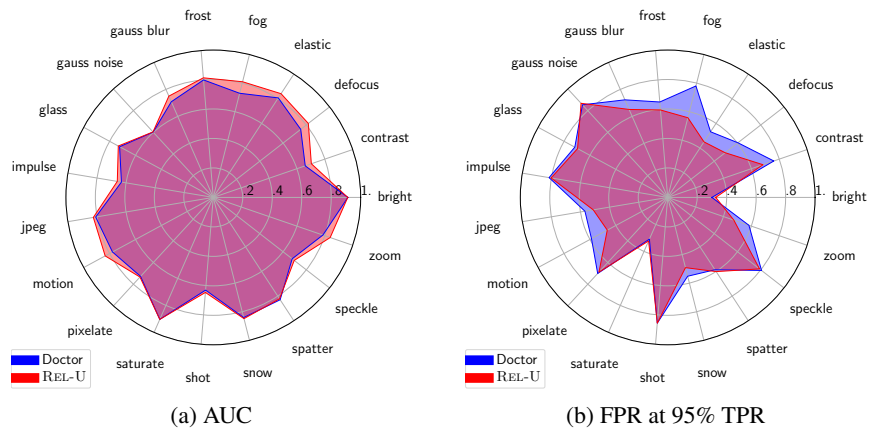 frost
fog
gauss blur
elastic
gauss noise
defocus
glass
contrast
impulse
.2 .4 .6 .8 1.
bright
jpeg
zoom
motion
speckle
pixelate
spatter
saturate
snow
shot
Doctor
REL-U
(a) AUC
frost
fog
gauss blur
elastic
gauss noise
defocus
glass
contrast
impulse
.2 .4 .6 .8 1.
bright
jpeg
zoom
motion
speckle
pixelate
spatter
saturate
snow
shot
Doctor
REL-U
(b) FPR at 95% TPR